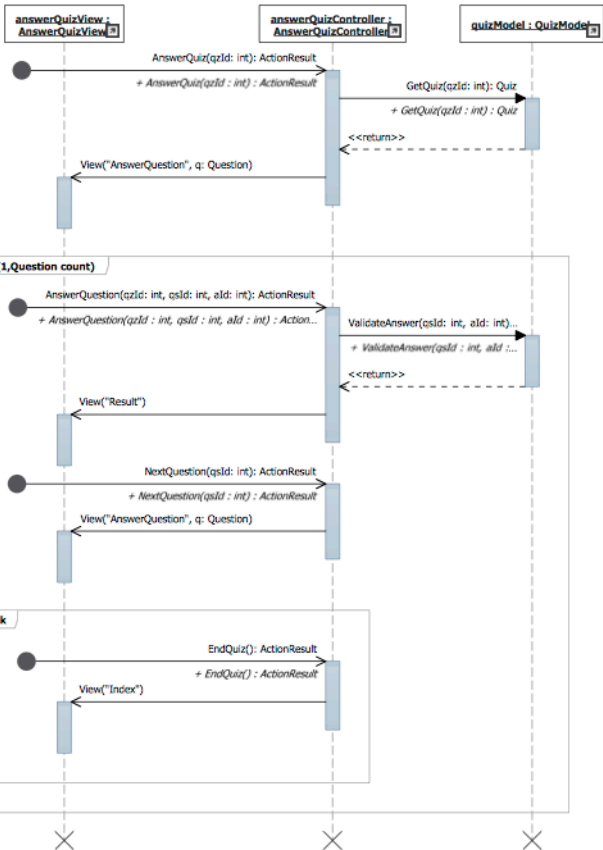 answerQuizView :
AnswerQuizView
answerQuizController :
AnswerQuizController
quizModel : QuizModel
AnswerQuiz(qzId: int): ActionResult
+ AnswerQuiz(qzId : int) : ActionResult
GetQuiz(qzId: int): Quiz
+ GetQuiz(qzId : int) : Quiz
<<return>>
View("AnswerQuestion", q: Question)
(1,Question count)
AnswerQuestion(qzId: int, qsId: int, aId: int): ActionResult
+ AnswerQuestion(qzId : int, qsId : int, aId : int) : Action...
ValidateAnswer(qsId: int, aId: int)...
+ ValidateAnswer(qsId : int, aId :...
<<return>>
View("Result")
NextQuestion(qsId: int): ActionResult
+ NextQuestion(qsId : int) : ActionResult
View("AnswerQuestion", q: Question)
k
EndQuiz(): ActionResult
+ EndQuiz() : ActionResult
View("Index")